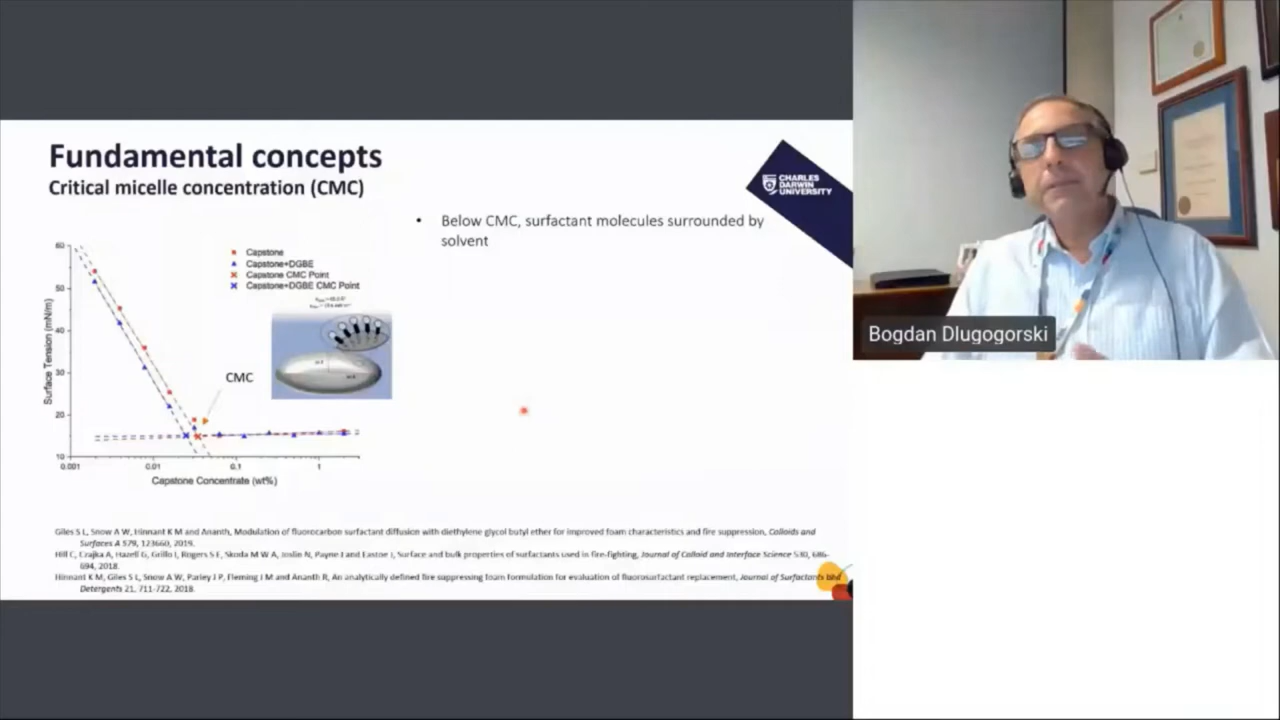 Fundamental concepts
Critical micelle concentration (CMC)
CHARLES
DARWIN
UNIVERSITY
• Below CMC, surfactant molecules surrounded by
solvent
Capstone
Capstone+DGBE
Capstone CMC Point
Capstone+DGBE CMC Point
60
50
40
30
20
10
Surface Tension (mN/m)
CMC
0.001 0.01 0.1 1
Capstone Concentrate (wt%)
Giles S L, Snow A W, Hinnant K M and Ananth, Modulation of fluorocarbon surfactant diffusion with diethylene glycol butyl ether for improved foam characteristics and fire suppression, Colloids and
Surfaces A 579, 123660, 2019.
Hill C, Czajka A, Hazell G, Grillo I, Rogers S E, Skoda M W A, Joslin N, Payne J and Eastoe J, Surface and bulk properties of surfactants used in fire-fighting, Journal of Colloid and Interface Science 530, 686-
694, 2018.
Hinnant K M, Giles S L, Snow A W, Farley J P, Fleming J M and Ananth R, An analytically defined fire suppressing foam formulation for evaluation of fluorosurfactant replacement, Journal of Surfactants and
Detergents 21, 711-722, 2018.
Bogdan Dlugogorski